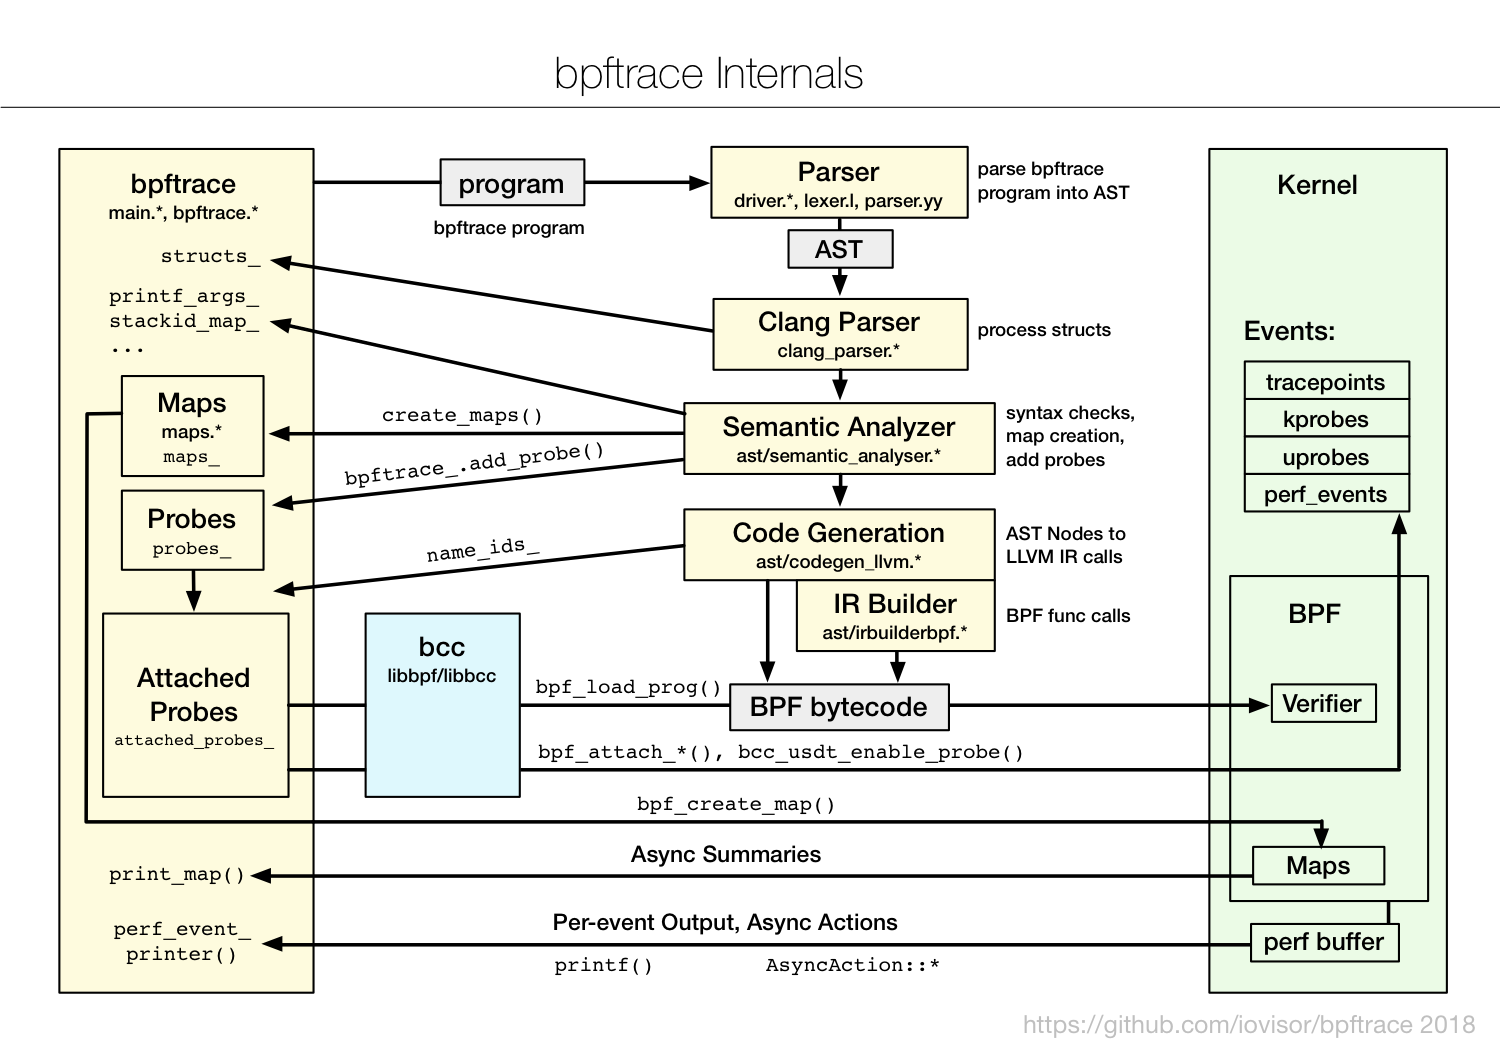 bpftrace Internals
bpftrace
main.*, bpftrace.*
structs_
printf_args_
stackid_map_
...
Maps
maps.*
maps_
Probes
probes_
Attached
Probes
attached_probes_
print_map()
perf_event_
printer()
program
bpftrace program
Parser
driver.*, lexer.l, parser.yy
parse bpftrace
program into AST
AST
Clang Parser
clang_parser.*
process structs
create_maps()
Semantic Analyzer
ast/semantic_analyser.*
syntax checks,
map creation,
add probes
bpftrace_.add_probe()
name_ids_
Code Generation
ast/codegen_llvm.*
AST Nodes to
LLVM IR calls
IR Builder
ast/irbuilderbpf.*
BPF func calls
bcc
libbpf/libbcc
bpf_load_prog()
BPF bytecode
bpf_attach_*(), bcc_usdt_enable_probe()
bpf_create_map()
Async Summaries
Per-event Output, Async Actions
printf()
AsyncAction::*
Kernel
Events:
tracepoints
kprobes
uprobes
perf_events
BPF
Verifier
Maps
perf buffer
https://github.com/iovisor/bpftrace 2018